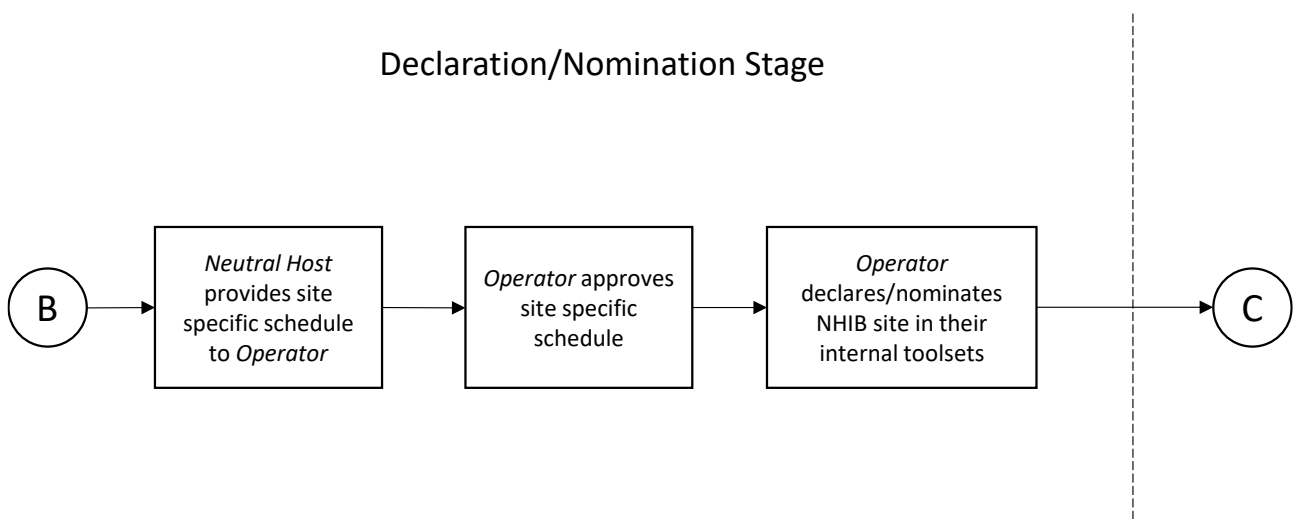 Declaration/Nomination Stage
B
Neutral Host
provides site
specific schedule
to Operator
Operator approves
site specific
schedule
Operator
declares/nominates
NHIB site in their
internal toolsets
C